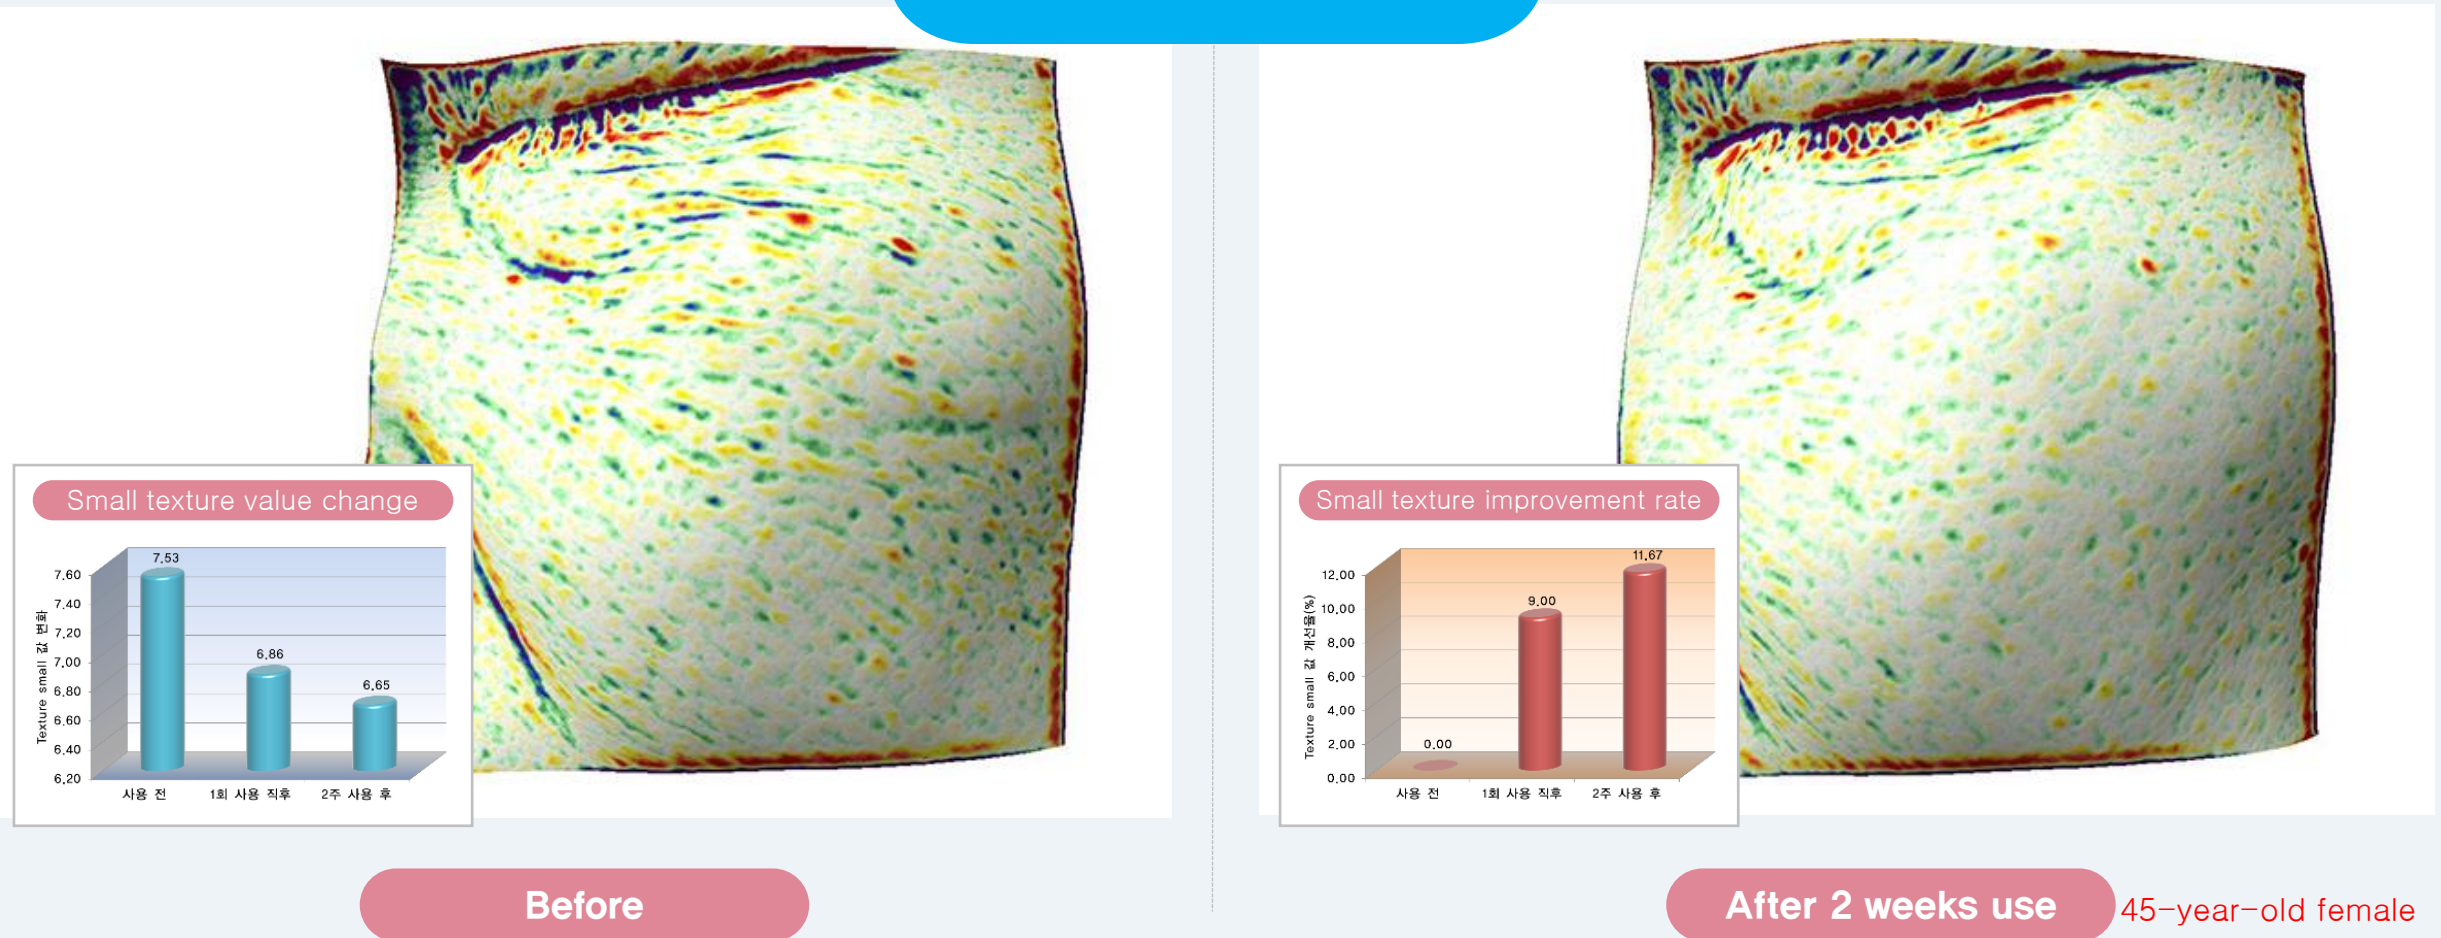 Small texture value change
7.53
7.60
7.40
7.20
7.00
6.80
6.60
6.40
6.20
6.86
6.65
Texture small 값 변화
사용 전
1회 사용 직후
2주 사용 후
Before
Small texture improvement rate
11.67
12.00
10.00
8.00
6.00
4.00
2.00
0.00
9.00
0.00
Texture small 값 개선율(%)
사용 전
1회 사용 직후
2주 사용 후
After 2 weeks use
45-year-old female